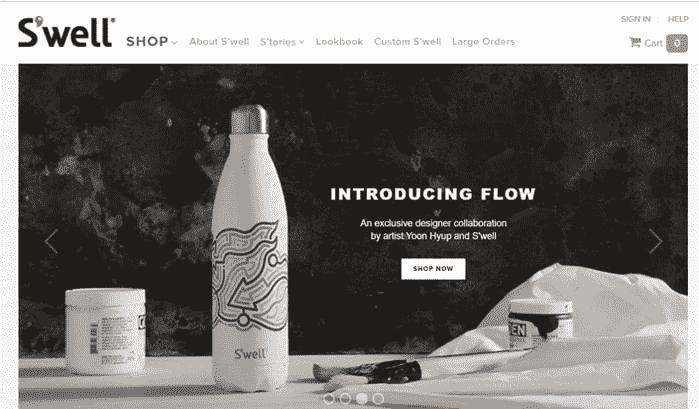 SIGN IN / HELP
S'well®
SHOP About S'well S'tories Lookbook Custom S'well Large Orders
Cart 0
INTRODUCING FLOW
An exclusive designer collaboration
by artist Yoon Hyup and S'well
SHOP NOW
S'well